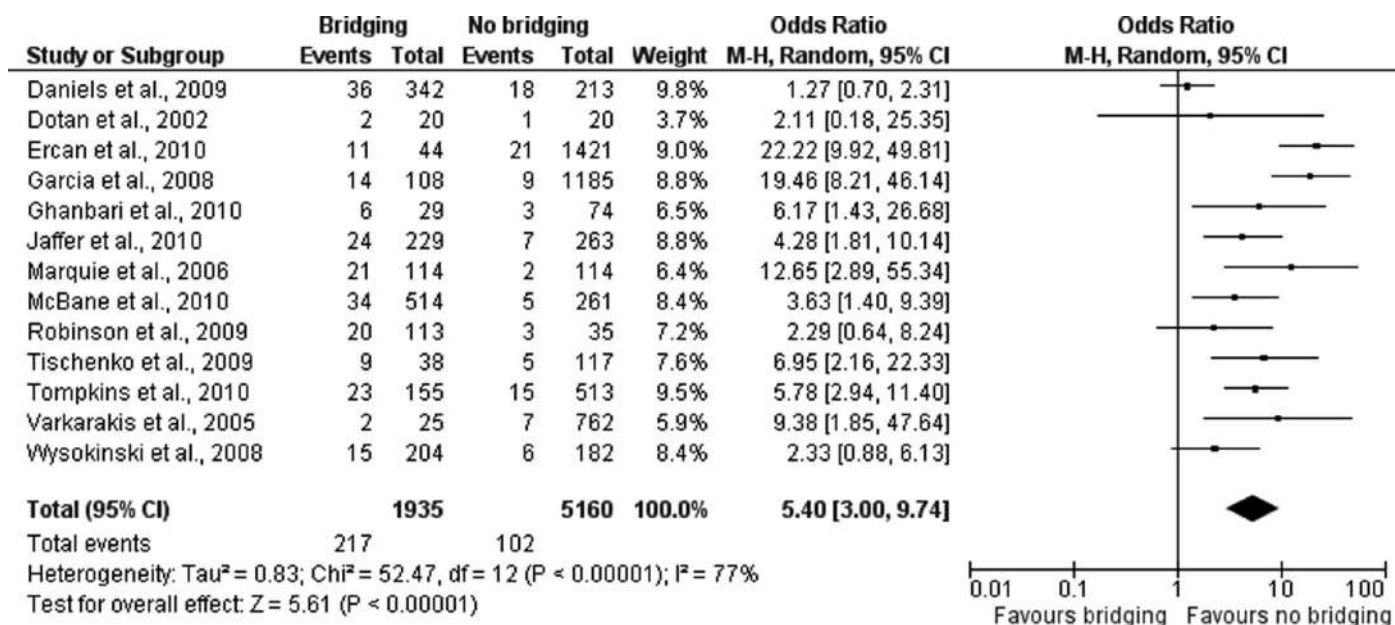 Bridging No bridging Odds Ratio Odds Ratio
Study or Subgroup Events Total Events Total Weight M-H, Random, 95% CI M-H, Random, 95% CI
Daniels et al., 2009 36 342 18 213 9.8% 1.27 [0.70, 2.31]
Dotan et al., 2002 2 20 1 20 3.7% 2.11 [0.18, 25.35]
Ercan et al., 2010 11 44 21 1421 9.0% 22.22 [9.92, 49.81]
Garcia et al., 2008 14 108 9 1185 8.8% 19.46 [8.21, 46.14]
Ghanbari et al., 2010 6 29 3 74 6.5% 6.17 [1.43, 26.68]
Jaffer et al., 2010 24 229 7 263 8.8% 4.28 [1.81, 10.14]
Marquie et al., 2006 21 114 2 114 6.4% 12.65 [2.89, 55.34]
McBane et al., 2010 34 514 5 261 8.4% 3.63 [1.40, 9.39]
Robinson et al., 2009 20 113 3 35 7.2% 2.29 [0.64, 8.24]
Tischenko et al., 2009 9 38 5 117 7.6% 6.95 [2.16, 22.33]
Tompkins et al., 2010 23 155 15 513 9.5% 5.78 [2.94, 11.40]
Varkarakis et al., 2005 2 25 7 762 5.9% 9.38 [1.85, 47.64]
Wysokinski et al., 2008 15 204 6 182 8.4% 2.33 [0.88, 6.13]
Total (95% CI) 1935 5160 100.0% 5.40 [3.00, 9.74]
Total events 217 102
Heterogeneity: Tau² = 0.83; Chi² = 52.47, df = 12 (P < 0.00001); I² = 77%
Test for overall effect: Z = 5.61 (P < 0.00001)
0.01 0.1 1 10 100
Favours bridging Favours no bridging